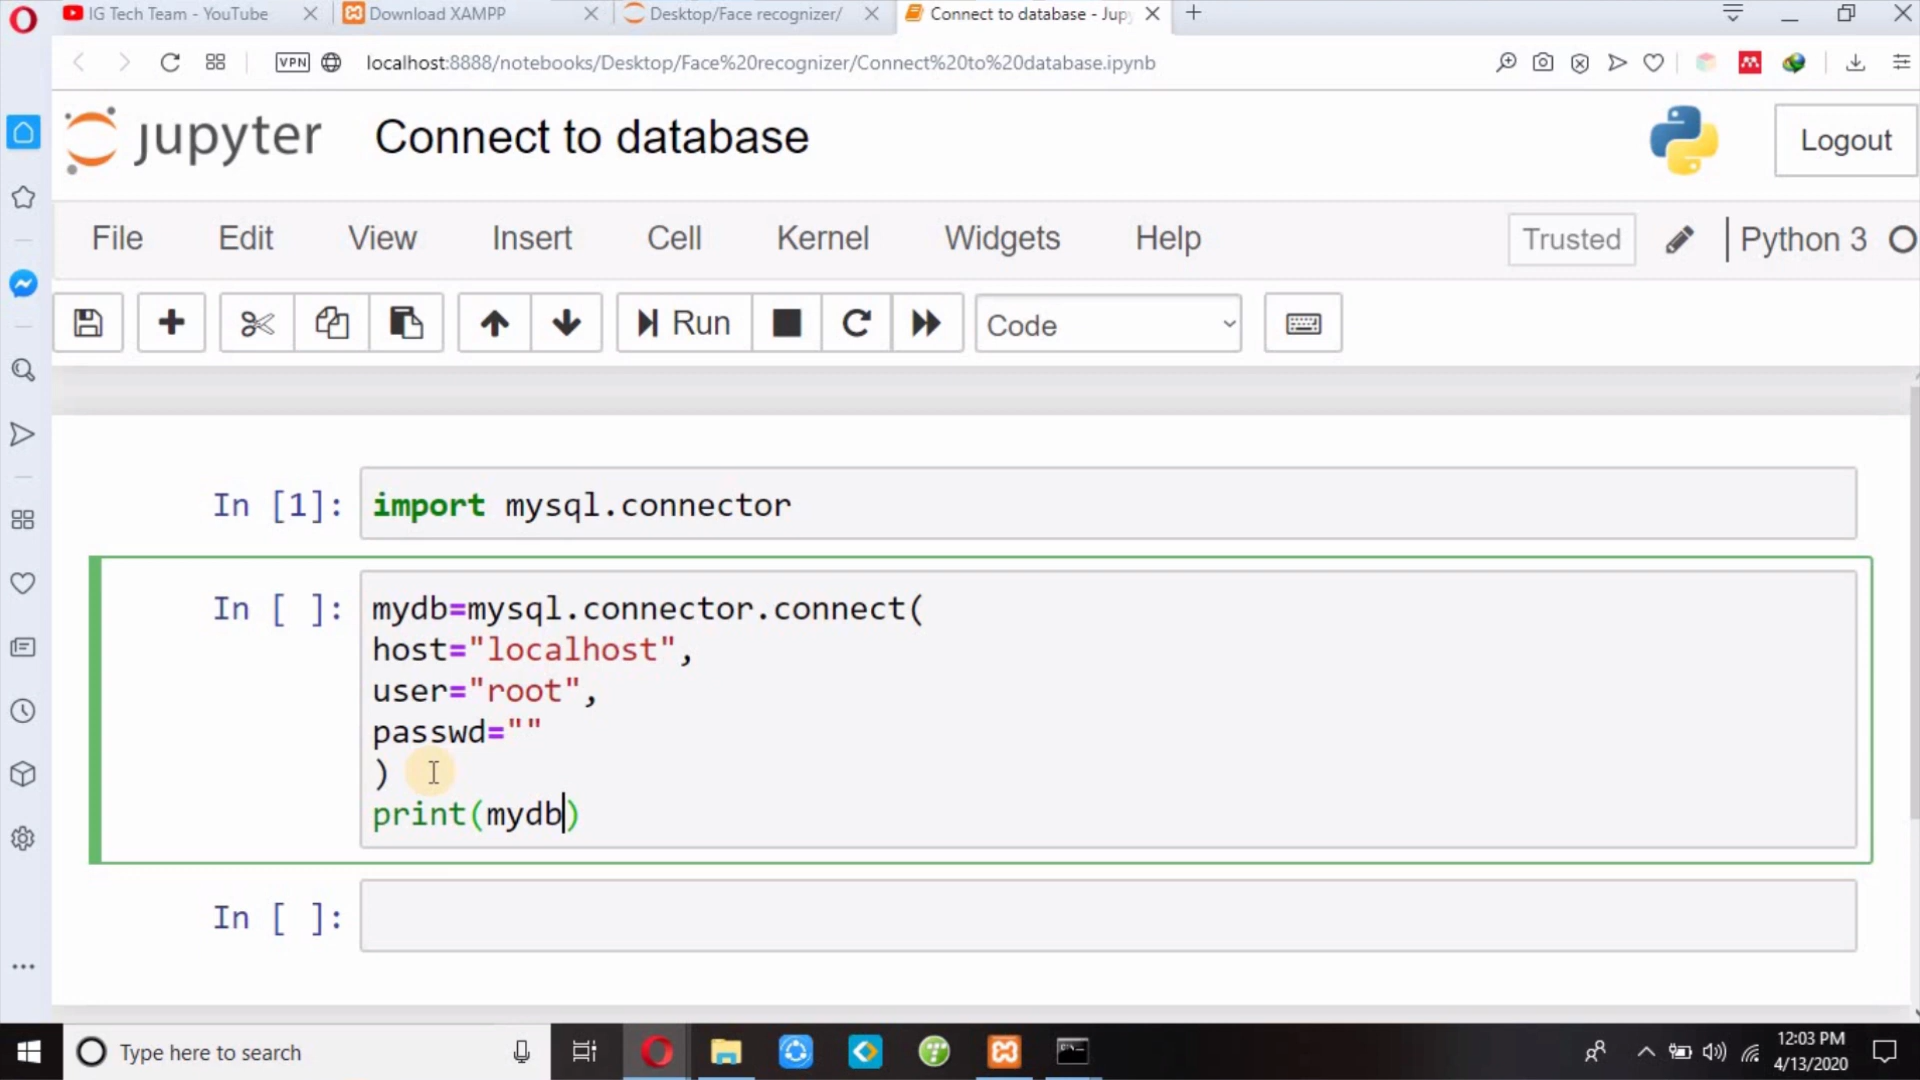 IG Tech Team - YouTube
Download XAMPP
Desktop/Face recognizer/
Connect to database - Jup
VPN
localhost:8888/notebooks/Desktop/Face%20recognizer/Connect%20to%20database.ipynb
jupyter
Connect to database
Logout
File Edit View Insert Cell Kernel Widgets Help
Trusted
Python 3
Run
Code
In [1]:
import mysql.connector
In [ ]:
mydb=mysql.connector.connect(
host="localhost",
user="root",
passwd=""
)
print(mydb)
In [ ]:
Type here to search
12:03 PM
4/13/2020